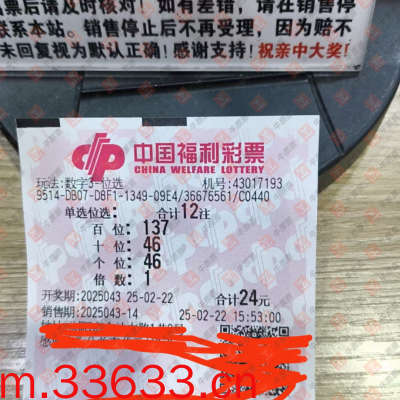 票后请及时核对！如有差错，请在销售停
联系本站。销售停止后不再受理，因为赔不
未回复视为默认正确！感谢支持！祝亲中大奖！
中国福利彩票
CHINA WELFARE LOTTERY
玩法:数字3-位选 机号:43017193
9514-DB07-D8F1-1349-09E4/36676561/C0440
单选位选： 合计12注
百 位：137
十 位：46
个 位：46
倍 数：1
开奖期:2025043 25-02-22 合计24元
销售期:2025043-14 25-02-22 15:53:00
m.33633.cn